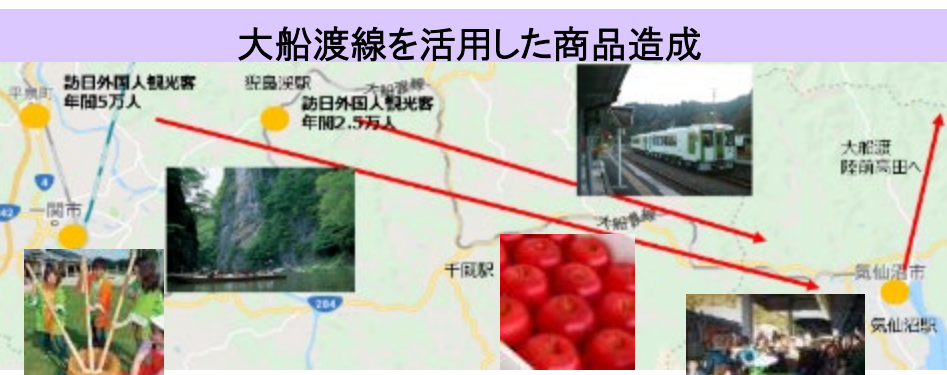 大船渡線を活用した商品造成
訪日外国人観光客
年間5万人
平泉町
猊鼻渓駅
大船渡線
訪日外国人観光客
年間2.5万人
大船渡
陸前高田へ
4
42
一関市
大船渡線
千厩駅
284
気仙沼市
気仙沼駅